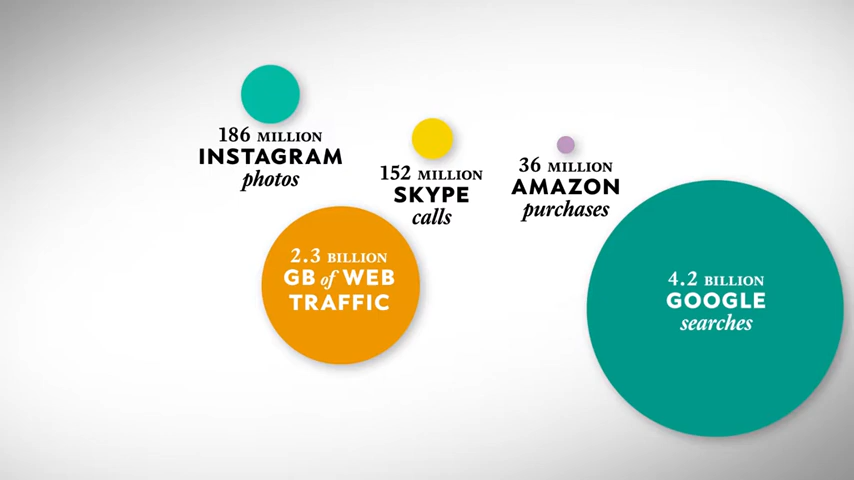 186 MILLION
INSTAGRAM
photos
152 MILLION
SKYPE
calls
36 MILLION
AMAZON
purchases
2.3 BILLION
GB of WEB
TRAFFIC
4.2 BILLION
GOOGLE
searches